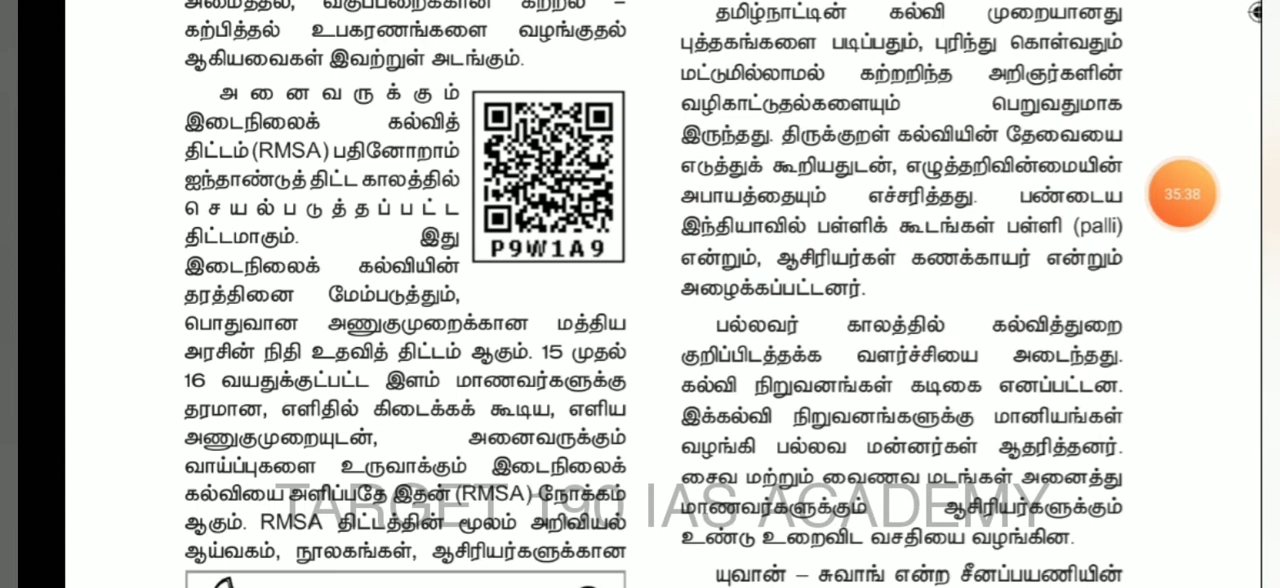 அமைத்தல், வகுப்பறைக்கான கற்றல் –
கற்பித்தல் உபகரணங்களை வழங்குதல்
ஆகியவைகள் இவற்றுள் அடங்கும்.
அனைவருக்கும்
இடைநிலைக் கல்வித்
திட்டம் (RMSA) பதினோறாம்
ஐந்தாண்டுத் திட்ட காலத்தில்
செயல்படுத்தப்பட்ட
திட்டமாகும். இது
இடைநிலைக் கல்வியின்
தரத்தினை மேம்படுத்தும்,
பொதுவான அணுகுமுறைக்கான மத்திய
அரசின் நிதி உதவித் திட்டம் ஆகும். 15 முதல்
16 வயதுக்குட்பட்ட இளம் மாணவர்களுக்கு
தரமான, எளிதில் கிடைக்கக் கூடிய, எளிய
அணுகுமுறையுடன், அனைவருக்கும்
வாய்ப்புகளை உருவாக்கும் இடைநிலைக்
கல்வியை அளிப்பதே இதன் (RMSA) நோக்கம்
ஆகும். RMSA திட்டத்தின் மூலம் அறிவியல்
ஆய்வகம், நூலகங்கள், ஆசிரியர்களுக்கான
P9W1A9
தமிழ்நாட்டின் கல்வி முறையானது
புத்தகங்களை படிப்பதும், புரிந்து கொள்வதும்
மட்டுமில்லாமல் கற்றறிந்த அறிஞர்களின்
வழிகாட்டுதல்களையும் பெறுவதுமாக
இருந்தது. திருக்குறள் கல்வியின் தேவையை
எடுத்துக் கூறியதுடன், எழுத்தறிவின்மையின்
அபாயத்தையும் எச்சரித்தது. பண்டைய
இந்தியாவில் பள்ளிக் கூடங்கள் பள்ளி (palli)
என்றும், ஆசிரியர்கள் கணக்காயர் என்றும்
அழைக்கப்பட்டனர்.
பல்லவர் காலத்தில் கல்வித்துறை
குறிப்பிடத்தக்க வளர்ச்சியை அடைந்தது.
கல்வி நிறுவனங்கள் கடிகை எனப்பட்டன.
இக்கல்வி நிறுவனங்களுக்கு மானியங்கள்
வழங்கி பல்லவ மன்னர்கள் ஆதரித்தனர்.
சைவ மற்றும் வைணவ மடங்கள் அனைத்து
மாணவர்களுக்கும் ஆசிரியர்களுக்கும்
உண்டு உறைவிட வசதியை வழங்கின.
யுவான் – சுவாங் என்ற சீனப்பயணியின்
35:38
TARGET 190 IAS ACADEMY